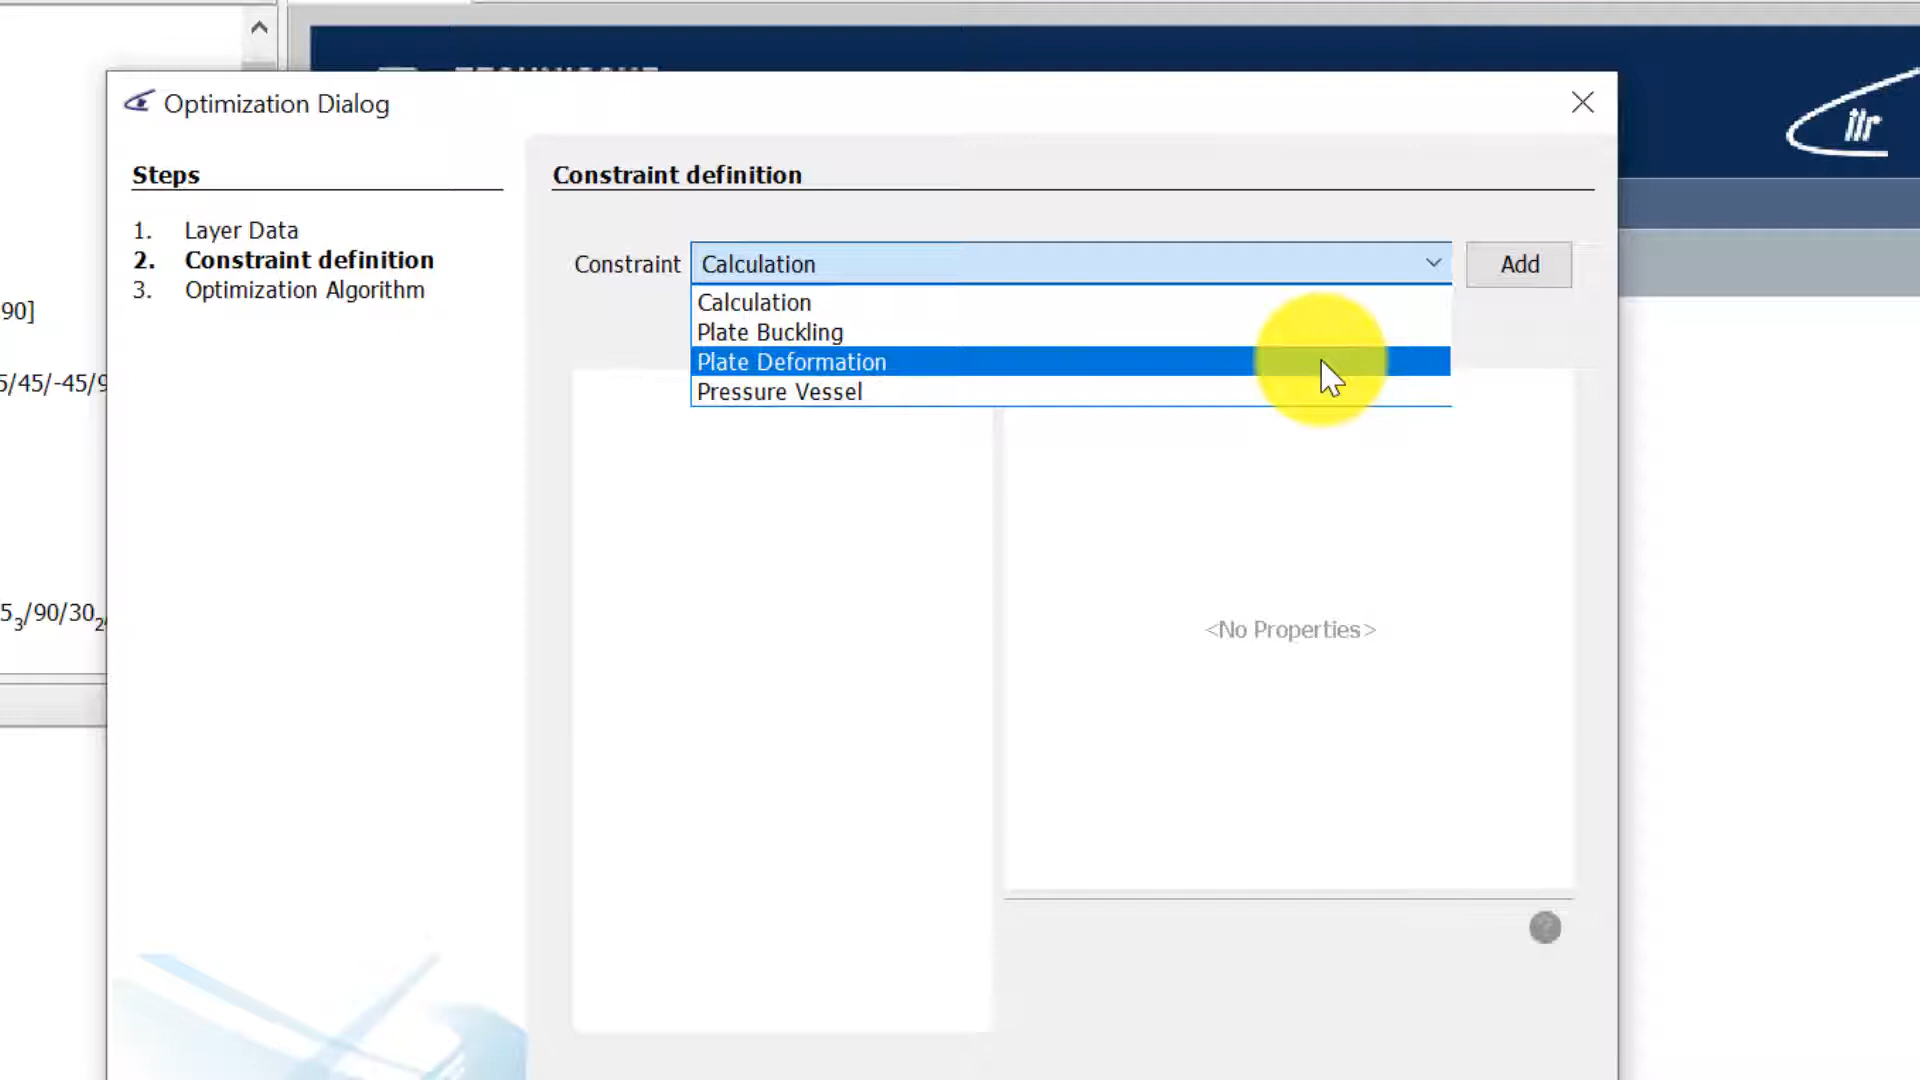 Optimization Dialog
Steps
1. Layer Data
2. Constraint definition
3. Optimization Algorithm
Constraint definition
Constraint Calculation Add
Calculation
Plate Buckling
Plate Deformation
Pressure Vessel
<No Properties>
?
90]
5/45/-45/9
5₃/90/30₂
ilr